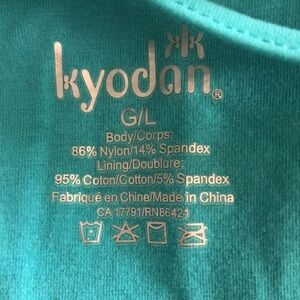 kyodan®
G/L
Body/Corps:
86% Nylon/14% Spandex
Lining/Doublure:
95% Coton/Cotton/5% Spandex
Fabriqué en Chine/Made in China
CA 17791/RN86421